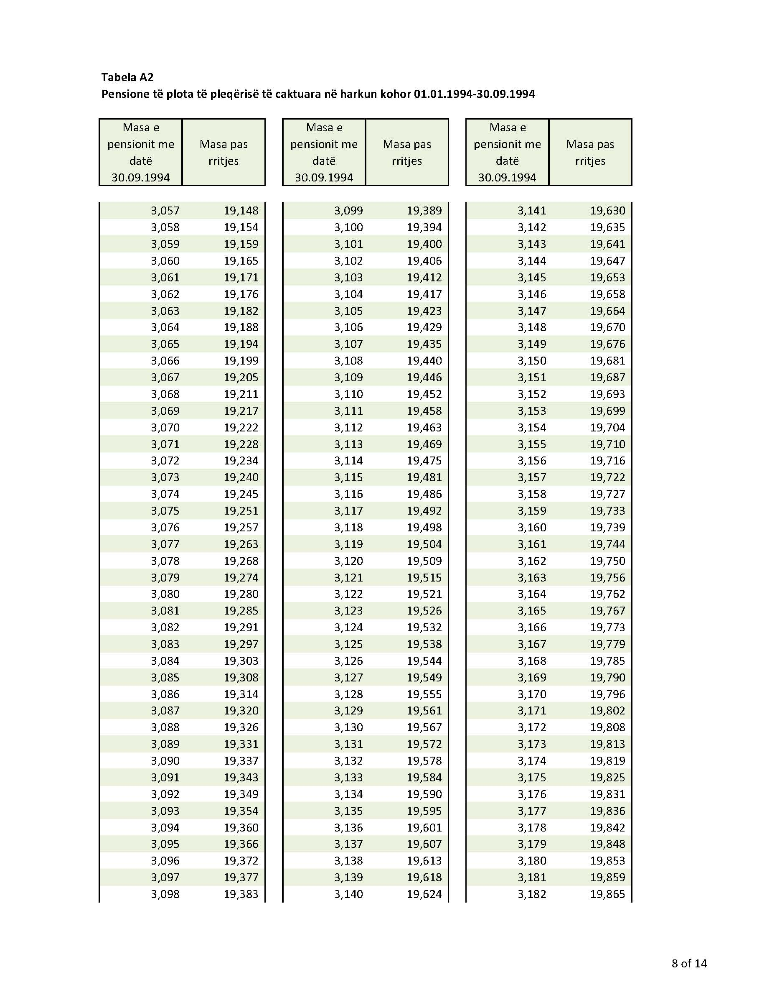 Tabela A2
Pensione të plota të pleqërisë të caktuara në harkun kohor 01.01.1994-30.09.1994
Masa e pensionit me datë 30.09.1994 Masa pas rritjes Masa e pensionit me datë 30.09.1994 Masa pas rritjes Masa e pensionit me datë 30.09.1994 Masa pas rritjes
3,057 19,148 3,099 19,389 3,141 19,630
3,058 19,154 3,100 19,394 3,142 19,635
3,059 19,159 3,101 19,400 3,143 19,641
3,060 19,165 3,102 19,406 3,144 19,647
3,061 19,171 3,103 19,412 3,145 19,653
3,062 19,176 3,104 19,417 3,146 19,658
3,063 19,182 3,105 19,423 3,147 19,664
3,064 19,188 3,106 19,429 3,148 19,670
3,065 19,194 3,107 19,435 3,149 19,676
3,066 19,199 3,108 19,440 3,150 19,681
3,067 19,205 3,109 19,446 3,151 19,687
3,068 19,211 3,110 19,452 3,152 19,693
3,069 19,217 3,111 19,458 3,153 19,699
3,070 19,222 3,112 19,463 3,154 19,704
3,071 19,228 3,113 19,469 3,155 19,710
3,072 19,234 3,114 19,475 3,156 19,716
3,073 19,240 3,115 19,481 3,157 19,722
3,074 19,245 3,116 19,486 3,158 19,727
3,075 19,251 3,117 19,492 3,159 19,733
3,076 19,257 3,118 19,498 3,160 19,739
3,077 19,263 3,119 19,504 3,161 19,744
3,078 19,268 3,120 19,509 3,162 19,750
3,079 19,274 3,121 19,515 3,163 19,756
3,080 19,280 3,122 19,521 3,164 19,762
3,081 19,285 3,123 19,526 3,165 19,767
3,082 19,291 3,124 19,532 3,166 19,773
3,083 19,297 3,125 19,538 3,167 19,779
3,084 19,303 3,126 19,544 3,168 19,785
3,085 19,308 3,127 19,549 3,169 19,790
3,086 19,314 3,128 19,555 3,170 19,796
3,087 19,320 3,129 19,561 3,171 19,802
3,088 19,326 3,130 19,567 3,172 19,808
3,089 19,331 3,131 19,572 3,173 19,813
3,090 19,337 3,132 19,578 3,174 19,819
3,091 19,343 3,133 19,584 3,175 19,825
3,092 19,349 3,134 19,590 3,176 19,831
3,093 19,354 3,135 19,595 3,177 19,836
3,094 19,360 3,136 19,601 3,178 19,842
3,095 19,366 3,137 19,607 3,179 19,848
3,096 19,372 3,138 19,613 3,180 19,853
3,097 19,377 3,139 19,618 3,181 19,859
3,098 19,383 3,140 19,624 3,182 19,865
8 of 14